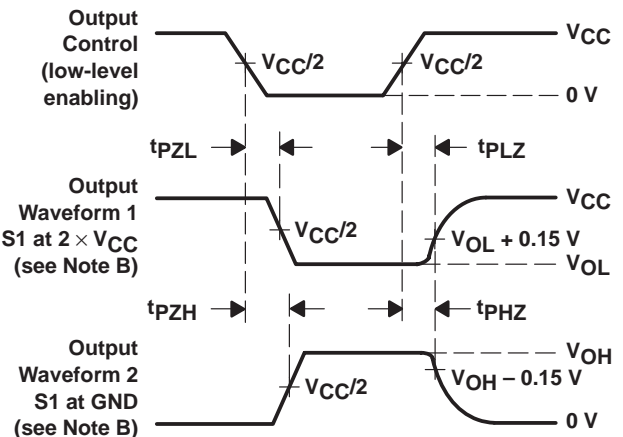 Output
Control
(low-level
enabling)
VCC/2
VCC/2
VCC
0 V
tPZL
tPLZ
Output
Waveform 1
S1 at 2 × VCC
(see Note B)
VCC/2
VCC
VOL + 0.15 V
VOL
tPZH
tPHZ
Output
Waveform 2
S1 at GND
(see Note B)
VCC/2
VOH
VOH – 0.15 V
0 V